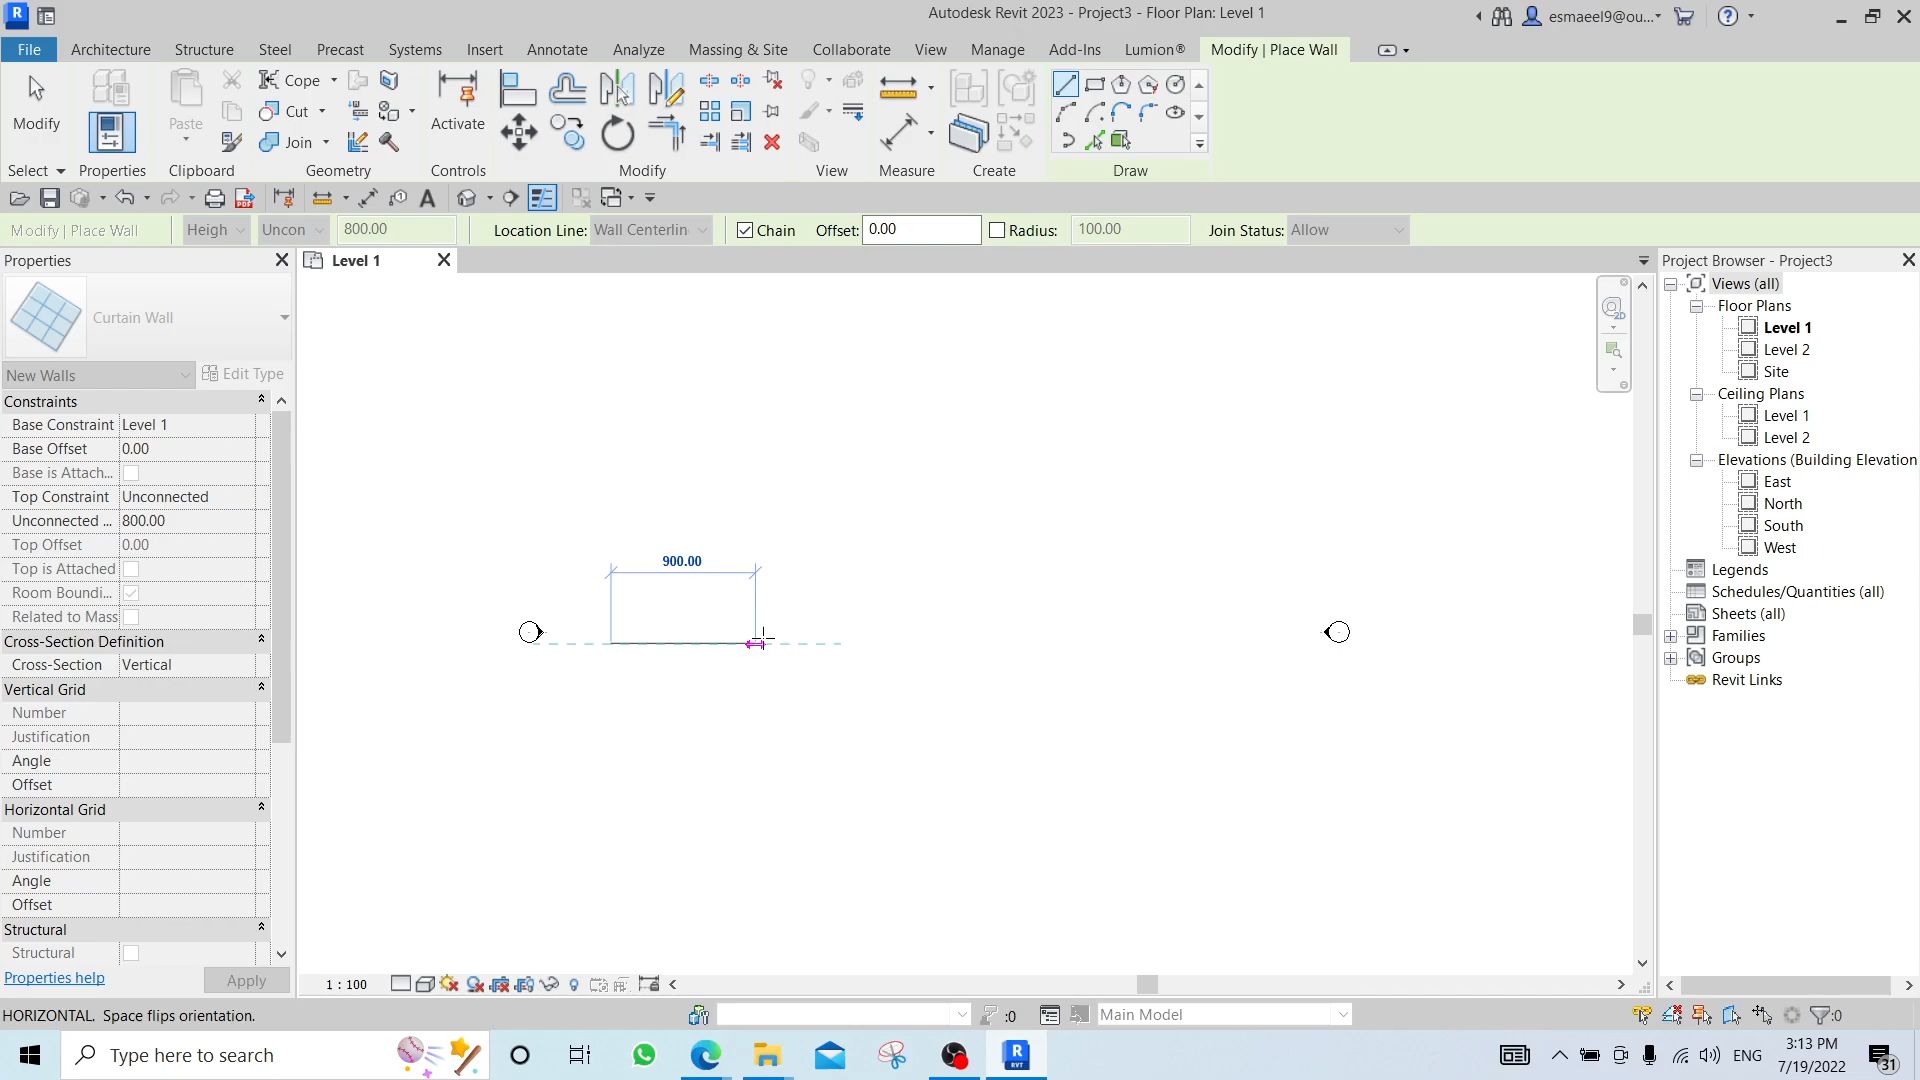 Autodesk Revit 2023 - Project3 - Floor Plan: Level 1
esmaeel9@ou...
File Architecture Structure Steel Precast Systems Insert Annotate Analyze Massing & Site Collaborate View Manage Add-Ins Lumion® Modify | Place Wall
Modify
Paste
Cope
Cut
Join
Activate
Select Properties Clipboard Geometry Controls Modify View Measure Create Draw
Modify | Place Wall Heigh Uncon 800.00 Location Line: Wall Centerlin Chain Offset: 0.00 Radius: 100.00 Join Status: Allow
Properties
Curtain Wall
New Walls Edit Type
Constraints
Base Constraint Level 1
Base Offset 0.00
Base is Attach...
Top Constraint Unconnected
Unconnected ... 800.00
Top Offset 0.00
Top is Attached
Room Boundi...
Related to Mass
Cross-Section Definition
Cross-Section Vertical
Vertical Grid
Number
Justification
Angle
Offset
Horizontal Grid
Number
Justification
Angle
Offset
Structural
Structural
Properties help Apply
Level 1
900.00
1 : 100
Project Browser - Project3
Views (all)
Floor Plans
Level 1
Level 2
Site
Ceiling Plans
Level 1
Level 2
Elevations (Building Elevation
East
North
South
West
Legends
Schedules/Quantities (all)
Sheets (all)
Families
Groups
Revit Links
HORIZONTAL. Space flips orientation. :0 Main Model :0
Type here to search
ENG
3:13 PM
7/19/2022
31